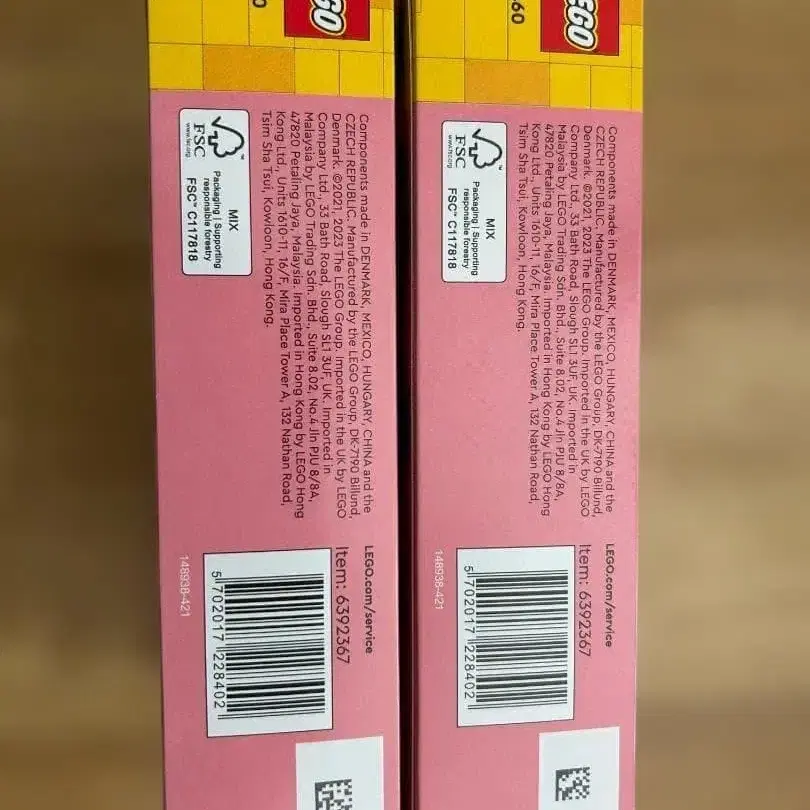 0
LEGO
Components made in DENMARK, MEXICO, HUNGARY, CHINA and the
CZECH REPUBLIC. Manufactured by the LEGO Group, DK-7190 Billund,
Denmark. ©2021, 2023 The LEGO Group. Imported in the UK by LEGO
Company Ltd., 33 Bath Road, Slough SL1 3UF, UK. Imported in
Malaysia by LEGO Trading Sdn. Bhd., Suite 8.02, No.4 Jln PJU 8/8A,
47820 Petaling Jaya, Malaysia. Imported in Hong Kong by LEGO Hong
Kong Ltd., Units 1610-11, 16/F, Mira Place Tower A, 132 Nathan Road,
Tsim Sha Tsui, Kowloon, Hong Kong.
FSC
www.fsc.org
MIX
Packaging | Supporting
responsible forestry
FSC™ C117818
LEGO.com/service
Item: 6392367
5 702017 228402
148938-421
60
LEGO
Components made in DENMARK, MEXICO, HUNGARY, CHINA and the
CZECH REPUBLIC. Manufactured by the LEGO Group, DK-7190 Billund,
Denmark. ©2021, 2023 The LEGO Group. Imported in the UK by LEGO
Company Ltd., 33 Bath Road, Slough SL1 3UF, UK. Imported in
Malaysia by LEGO Trading Sdn. Bhd., Suite 8.02, No.4 Jln PJU 8/8A,
47820 Petaling Jaya, Malaysia. Imported in Hong Kong by LEGO Hong
Kong Ltd., Units 1610-11, 16/F, Mira Place Tower A, 132 Nathan Road,
Tsim Sha Tsui, Kowloon, Hong Kong.
FSC
www.fsc.org
MIX
Packaging | Supporting
responsible forestry
FSC™ C117818
LEGO.com/service
Item: 6392367
5 702017 228402
148938-421